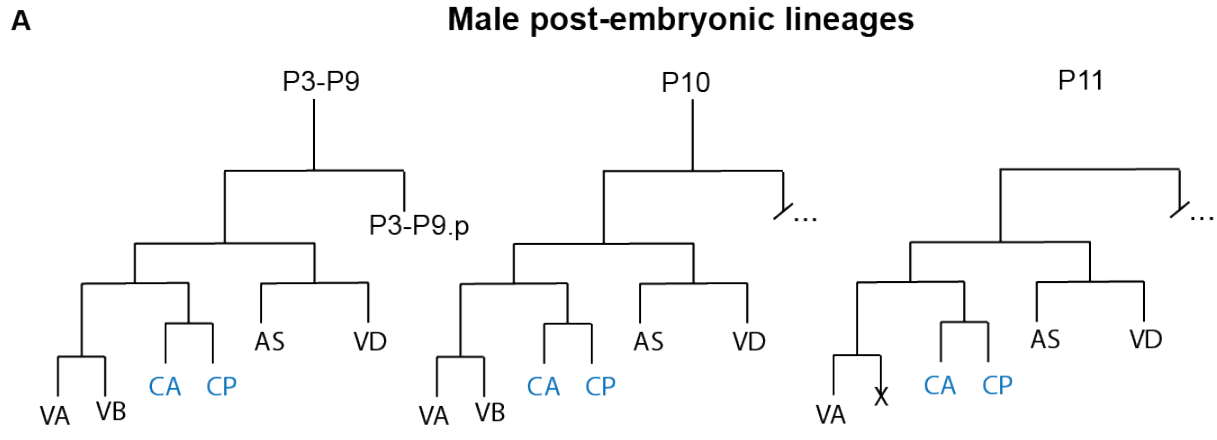 A
Male post-embryonic lineages
P3-P9
P10
P11
P3-P9.p
...
...
AS
VD
CA
CP
VA
VB
AS
VD
CA
CP
VA
VB
AS
VD
CA
CP
VA
X